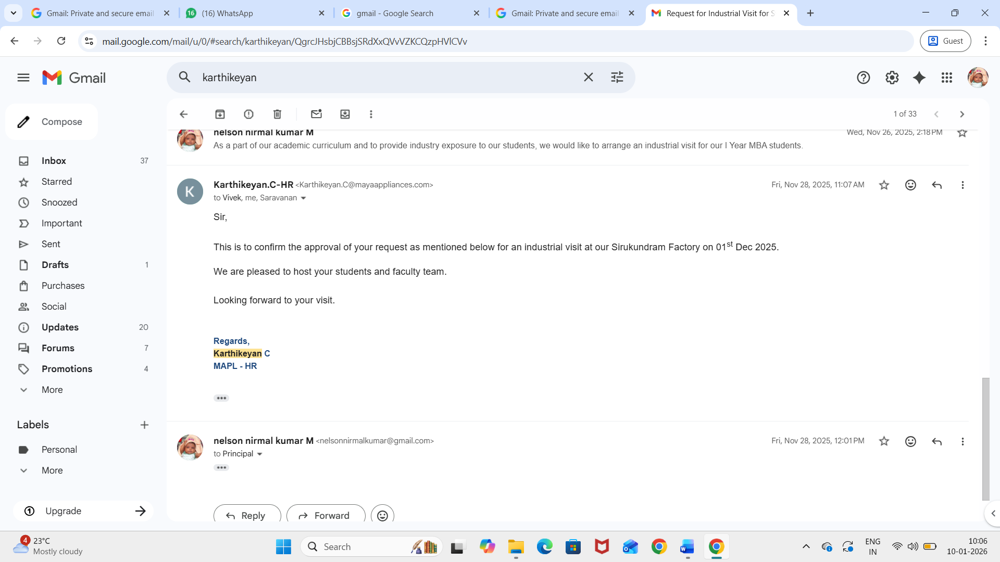 Gmail: Private and secure email
(16) WhatsApp
gmail - Google Search
Gmail: Private and secure email
Request for Industrial Visit for S
mail.google.com/mail/u/0/#search/karthikeyan/QgrcJHsbjCBBsjSRdXxQVvVZKCQzpHVlCVv
Guest
Gmail
karthikeyan
Compose
1 of 33
Inbox 37
Starred
Snoozed
Important
Sent
Drafts 1
Purchases
Social
Updates 20
Forums 7
Promotions 4
More
Labels
Personal
More
Upgrade
nelson nirmal kumar M Wed, Nov 26, 2025, 2:18 PM
As a part of our academic curriculum and to provide industry exposure to our students, we would like to arrange an industrial visit for our I Year MBA students.
K
Karthikeyan.C-HR <Karthikeyan.C@mayaappliances.com> Fri, Nov 28, 2025, 11:07 AM
to Vivek, me, Saravanan
Sir,
This is to confirm the approval of your request as mentioned below for an industrial visit at our Sirukundram Factory on 01st Dec 2025.
We are pleased to host your students and faculty team.
Looking forward to your visit.
Regards,
Karthikeyan C
MAPL - HR
nelson nirmal kumar M <nelsonnirmalkumar@gmail.com> Fri, Nov 28, 2025, 12:01 PM
to Principal
Reply
Forward
4
23°C
Mostly cloudy
Search
ENG
IN
10:06
10-01-2026